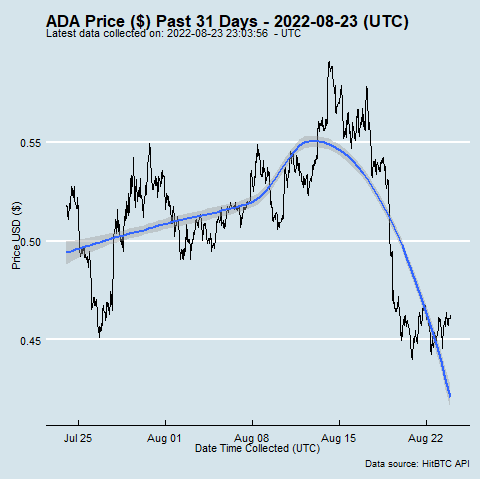 ADA Price ($) Past 31 Days - 2022-08-23 (UTC)
Latest data collected on: 2022-08-23 23:03:56 - UTC
0.55
0.50
0.45
Price USD ($)
Jul 25 Aug 01 Aug 08 Aug 15 Aug 22
Date Time Collected (UTC)
Data source: HitBTC API